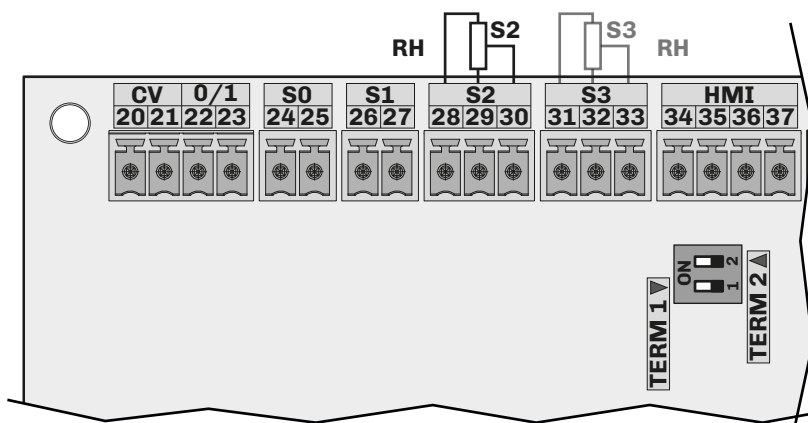 S2 S3
RH RH
CV 0/1 S0 S1 S2 S3 HMI
20 21 22 23 24 25 26 27 28 29 30 31 32 33 34 35 36 37
ON 1 2
TERM 1
TERM 2